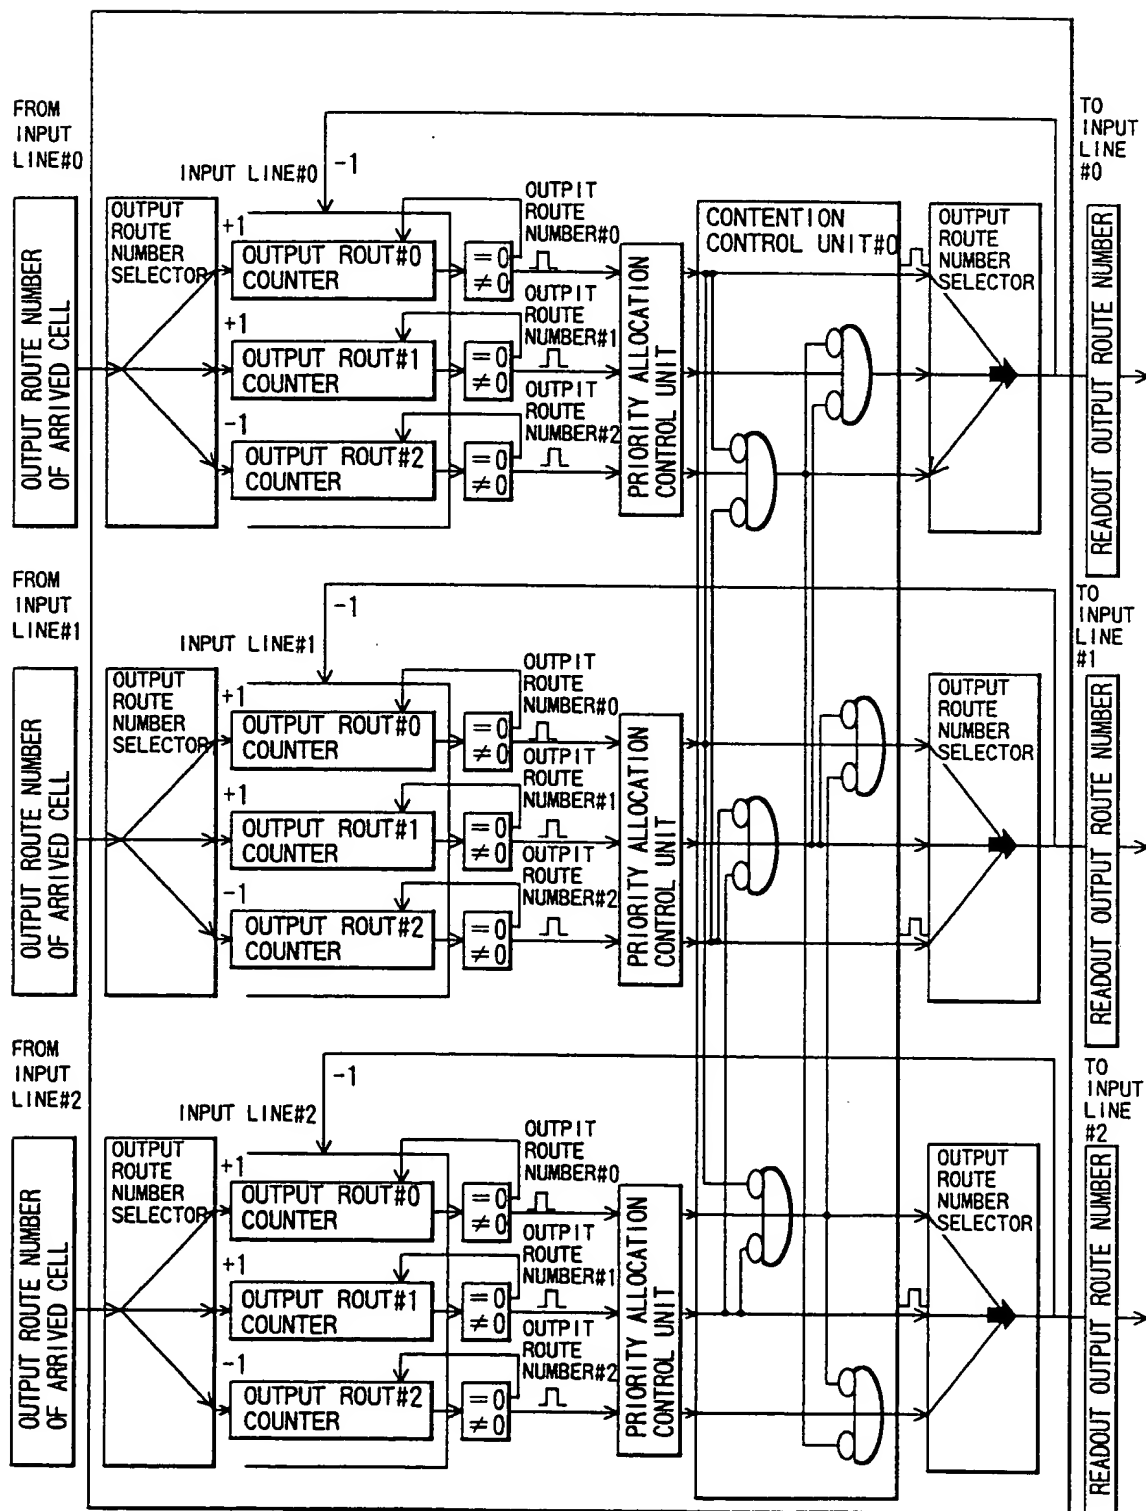 FROM
INPUT
LINE#0
OUTPUT ROUTE NUMBER
OF ARRIVED CELL
OUTPUT
ROUTE
NUMBER
SELECTOR
INPUT LINE#0
-1
+1
OUTPUT ROUT#0
COUNTER
+1
OUTPUT ROUT#1
COUNTER
-1
OUTPUT ROUT#2
COUNTER
=0
≠0
=0
≠0
=0
≠0
OUTPIT
ROUTE
NUMBER#0
OUTPIT
ROUTE
NUMBER#1
OUTPIT
ROUTE
NUMBER#2
PRIORITY ALLOCATION
CONTROL UNIT
CONTENTION
CONTROL UNIT#0
OUTPUT
ROUTE
NUMBER
SELECTOR
TO
INPUT
LINE
#0
READOUT OUTPUT ROUTE NUMBER
FROM
INPUT
LINE#1
OUTPUT ROUTE NUMBER
OF ARRIVED CELL
OUTPUT
ROUTE
NUMBER
SELECTOR
INPUT LINE#1
-1
+1
OUTPUT ROUT#0
COUNTER
+1
OUTPUT ROUT#1
COUNTER
-1
OUTPUT ROUT#2
COUNTER
=0
≠0
=0
≠0
=0
≠0
OUTPIT
ROUTE
NUMBER#0
OUTPIT
ROUTE
NUMBER#1
OUTPIT
ROUTE
NUMBER#2
PRIORITY ALLOCATION
CONTROL UNIT
OUTPUT
ROUTE
NUMBER
SELECTOR
TO
INPUT
LINE
#1
READOUT OUTPUT ROUTE NUMBER
FROM
INPUT
LINE#2
OUTPUT ROUTE NUMBER
OF ARRIVED CELL
OUTPUT
ROUTE
NUMBER
SELECTOR
INPUT LINE#2
-1
+1
OUTPUT ROUT#0
COUNTER
+1
OUTPUT ROUT#1
COUNTER
-1
OUTPUT ROUT#2
COUNTER
=0
≠0
=0
≠0
=0
≠0
OUTPIT
ROUTE
NUMBER#0
OUTPIT
ROUTE
NUMBER#1
OUTPIT
ROUTE
NUMBER#2
PRIORITY ALLOCATION
CONTROL UNIT
OUTPUT
ROUTE
NUMBER
SELECTOR
TO
INPUT
LINE
#2
READOUT OUTPUT ROUTE NUMBER